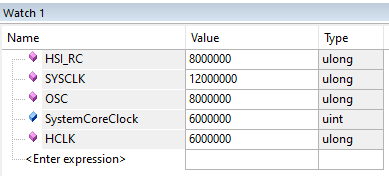 Watch 1
Name Value Type
HSI_RC 8000000 ulong
SYSCLK 12000000 ulong
OSC 8000000 ulong
SystemCoreClock 6000000 uint
HCLK 6000000 ulong
<Enter expression>